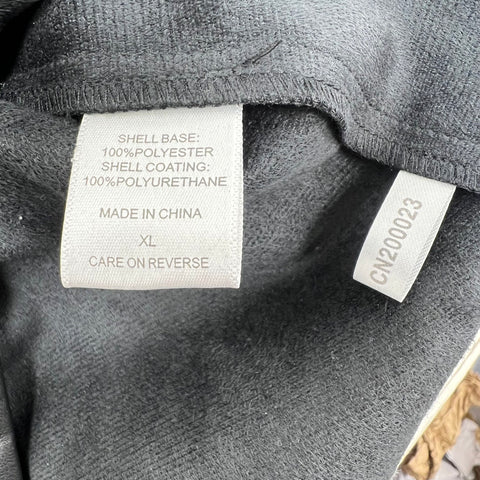 SHELL BASE:
100%POLYESTER
SHELL COATING:
100%POLYURETHANE
MADE IN CHINA
XL
CARE ON REVERSE
CN200023